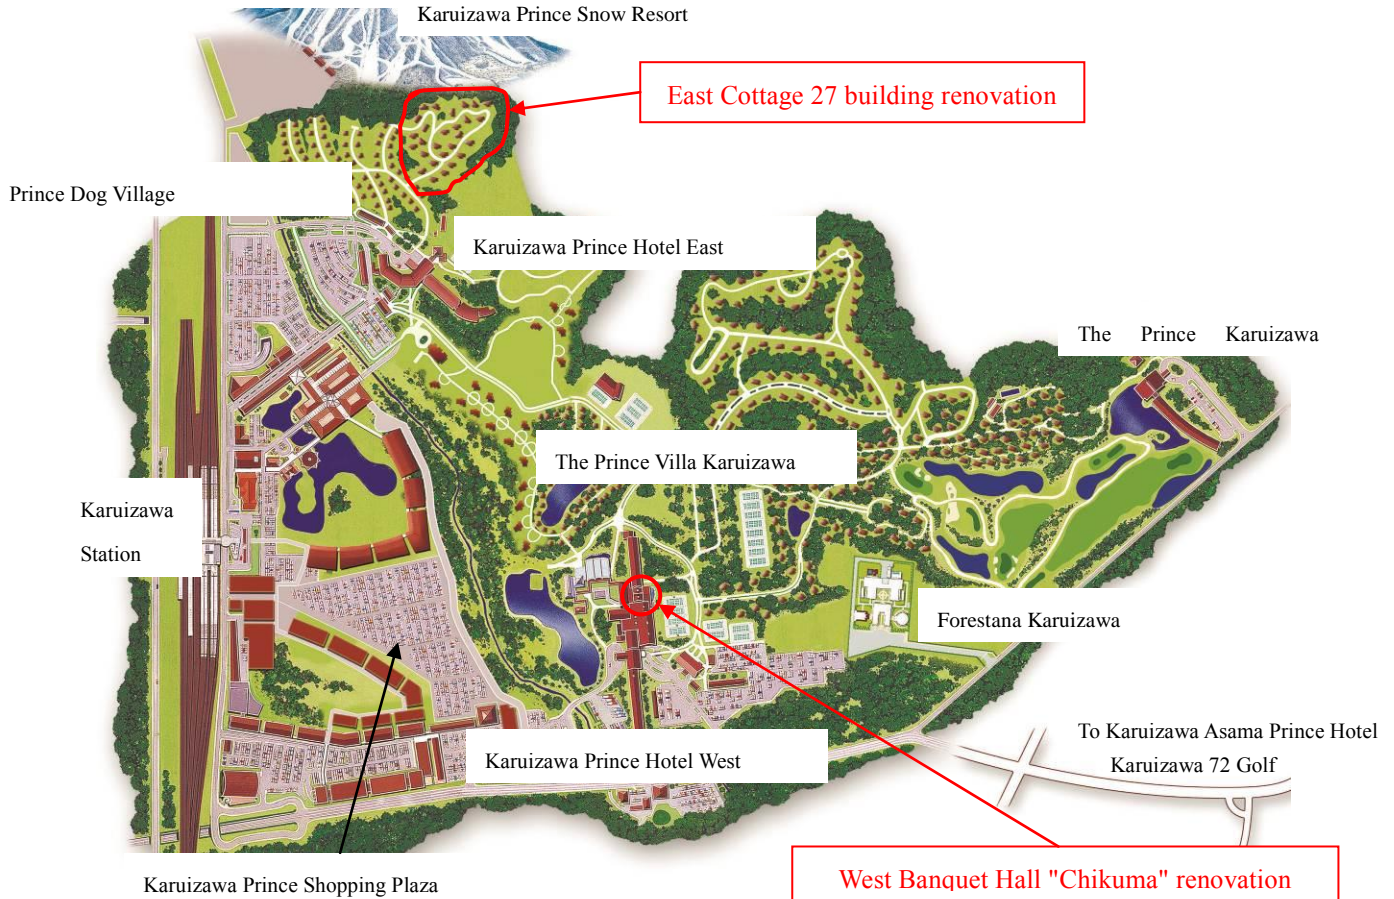 Karuizawa Prince Snow Resort
East Cottage 27 building renovation
Prince Dog Village
Karuizawa Prince Hotel East
The Prince Karuizawa
The Prince Villa Karuizawa
Karuizawa
Station
Forestana Karuizawa
To Karuizawa Asama Prince Hotel
Karuizawa 72 Golf
Karuizawa Prince Hotel West
Karuizawa Prince Shopping Plaza
West Banquet Hall "Chikuma" renovation